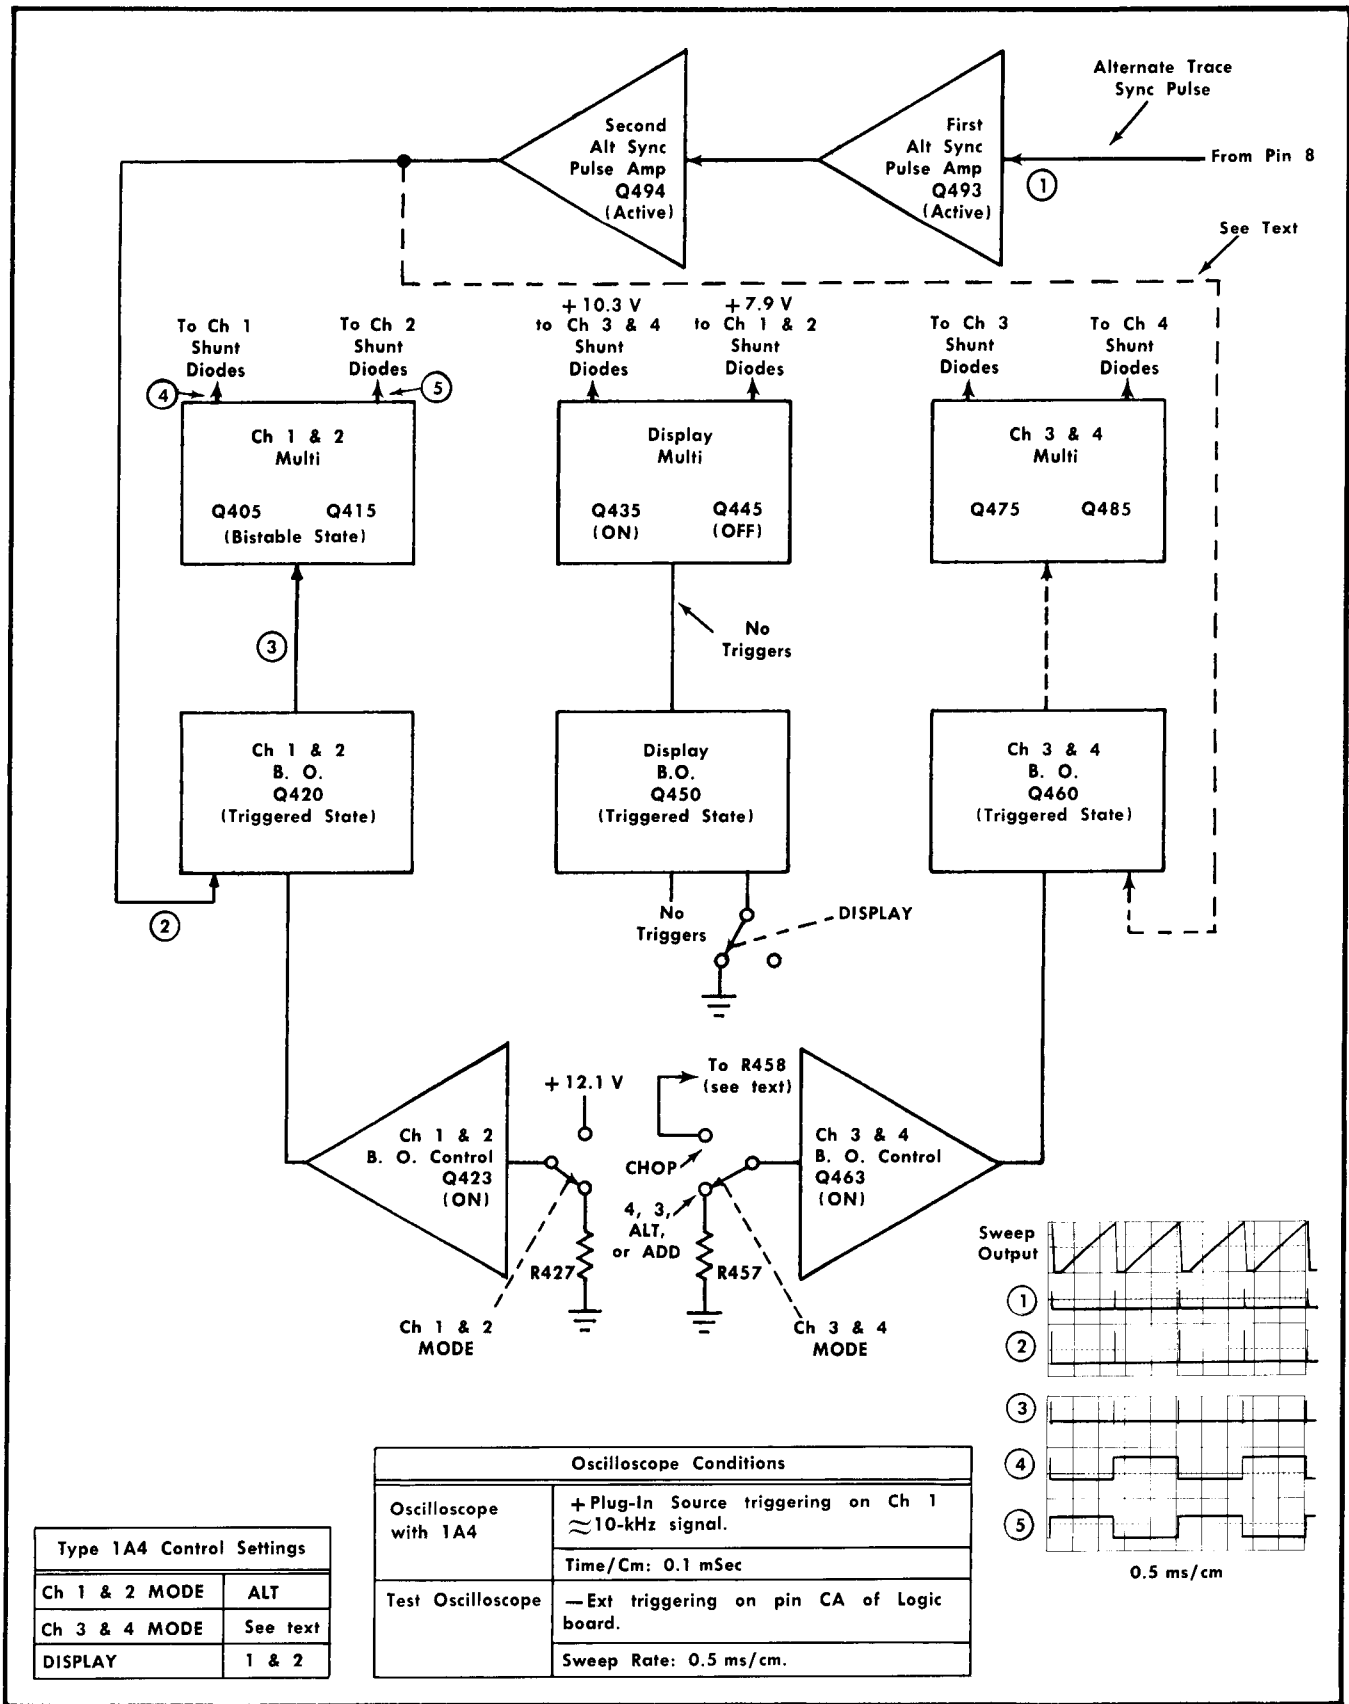 Alternate Trace
Sync Pulse
Second
Alt Sync
Pulse Amp
Q494
(Active)
First
Alt Sync
Pulse Amp
Q493
(Active)
From Pin 8
1
See Text
To Ch 1
Shunt
Diodes
To Ch 2
Shunt
Diodes
+10.3 V
to Ch 3 & 4
Shunt
Diodes
+7.9 V
to Ch 1 & 2
Shunt
Diodes
To Ch 3
Shunt
Diodes
To Ch 4
Shunt
Diodes
4
5
Ch 1 & 2
Multi
Q405 Q415
(Bistable State)
Display
Multi
Q435 Q445
(ON) (OFF)
Ch 3 & 4
Multi
Q475 Q485
3
No
Triggers
Ch 1 & 2
B. O.
Q420
(Triggered State)
Display
B.O.
Q450
(Triggered State)
Ch 3 & 4
B. O.
Q460
(Triggered State)
2
No
Triggers
DISPLAY
+12.1 V
To R458
(see text)
Ch 1 & 2
B. O. Control
Q423
(ON)
CHOP
4, 3,
ALT,
or ADD
Ch 3 & 4
B. O. Control
Q463
(ON)
R427
R457
Ch 1 & 2
MODE
Ch 3 & 4
MODE
Sweep
Output
1
2
3
4
5
0.5 ms/cm
Oscilloscope Conditions
Oscilloscope
with 1A4
+Plug-In Source triggering on Ch 1
≈10-kHz signal.
Time/Cm: 0.1 mSec
Test Oscilloscope
—Ext triggering on pin CA of Logic
board.
Sweep Rate: 0.5 ms/cm.
Type 1A4 Control Settings
Ch 1 & 2 MODE ALT
Ch 3 & 4 MODE See text
DISPLAY 1 & 2